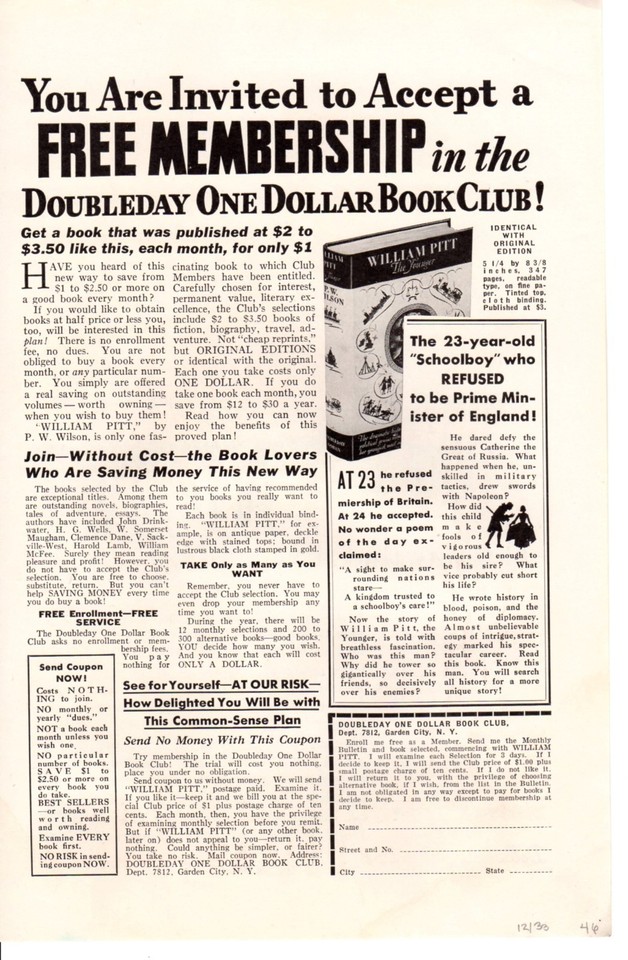 You Are Invited to Accept a
FREE MEMBERSHIP in the
DOUBLEDAY ONE DOLLAR BOOK CLUB!
Get a book that was published at $2 to
$3.50 like this, each month, for only $1
HAVE you heard of this
new way to save from
$1 to $2.50 or more on
a good book every month?
If you would like to obtain
books at half price or less you,
too, will be interested in this
plan! There is no enrollment
fee, no dues. You are not
obliged to buy a book every
month, or any particular num-
ber. You simply are offered
a real saving on outstanding
volumes—worth owning—
when you wish to buy them!
"WILLIAM PITT," by
P. W. Wilson, is only one fas-
cinating book to which Club
Members have been entitled.
Carefully chosen for interest,
permanent value, literary ex-
cellence, the Club's selections
include $2 to $3.50 books of
fiction, biography, travel, ad-
venture. Not "cheap reprints,"
but ORIGINAL EDITIONS
or identical with the original.
Each one you take costs only
ONE DOLLAR. If you do
take one book each month, you
save from $12 to $30 a year.
Read how you can now
enjoy the benefits of this
proved plan!
WILLIAM PITT
The Younger
P. W.
WILSON
IDENTICAL
WITH
ORIGINAL
EDITION
5 1/4 by 8 3/8
inches, 347
pages, readable
type, on fine pa-
per. Tinted top,
cloth binding.
Published at $3.
The 23-year-old
"Schoolboy" who
REFUSED
to be Prime Min-
ister of England!
AT 23 he refused
the Pre-
miership of Britain.
At 24 he accepted.
No wonder a poem
of the day ex-
claimed:
"A sight to make sur-
rounding nations
stare—
A kingdom trusted to
a schoolboy's care!"
Now the story of
William Pitt, the
Younger, is told with
breathless fascination.
Who was this man?
Why did he tower so
gigantically over his
friends, so decisively
over his enemies?
He dared defy the
sensuous Catherine the
Great of Russia. What
happened when he, un-
skilled in military
tactics, drew swords
with Napoleon?
How did
this child
make
fools of
vigorous
leaders old enough to
be his sire? What
vice probably cut short
his life?
He wrote history in
blood, poison, and the
honey of diplomacy.
Almost unbelievable
coups of intrigue, strat-
egy marked his spec-
tacular career. Read
this book. Know this
man. You will search
all history for a more
unique story!
Join—Without Cost—the Book Lovers
Who Are Saving Money This New Way
The books selected by the Club
are exceptional titles. Among them
are outstanding novels, biographies,
tales of adventure, essays. The
authors have included John Drink-
water, H. G. Wells, W. Somerset
Maugham, Clemence Dane, V. Sack-
ville-West, Harold Lamb, William
McFee. Surely they mean reading
pleasure and profit! However, you
do not have to accept the Club's
selection. You are free to choose,
substitute, return. But you can't
help SAVING MONEY every time
you do buy a book!
FREE Enrollment—FREE
SERVICE
The Doubleday One Dollar Book
Club asks no enrollment or mem-
bership fees.
You pay
nothing for
the service of having recommended
to you books you really want to
read!
Each book is in individual bind-
ing. "WILLIAM PITT," for ex-
ample, is on antique paper, deckle
edge with stained tops; bound in
lustrous black cloth stamped in gold.
TAKE Only as Many as You
WANT
Remember, you never have to
accept the Club selection. You may
even drop your membership any
time you want to!
During the year, there will be
12 monthly selections and 200 to
300 alternative books—good books.
YOU decide how many you wish.
And you know that each will cost
ONLY A DOLLAR.
Send Coupon
NOW!
Costs NOTH-
ING to join.
NO monthly or
yearly "dues."
NOT a book each
month unless you
wish one.
NO particular
number of books.
SAVE $1 to
$2.50 or more on
every book you
do take.
BEST SELLERS
—or books well
worth reading
and owning.
Examine EVERY
book first.
NO RISK in send-
ing coupon NOW.
See for Yourself—AT OUR RISK—
How Delighted You Will Be with
This Common-Sense Plan
Send No Money With This Coupon
Try membership in the Doubleday One Dollar
Book Club! The trial will cost you nothing,
place you under no obligation.
Send coupon to us without money. We will send
"WILLIAM PITT," postage paid. Examine it.
If you like it—keep it and we will bill you at the spe-
cial Club price of $1 plus postage charge of ten
cents. Each month, then, you have the privilege
of examining monthly selection before you remit.
But if "WILLIAM PITT" (or any other book,
later on) does not appeal to you—return it, pay
nothing. Could anything be simpler, or fairer?
You take no risk. Mail coupon now. Address:
DOUBLEDAY ONE DOLLAR BOOK CLUB,
Dept. 7812, Garden City, N. Y.
DOUBLEDAY ONE DOLLAR BOOK CLUB,
Dept. 7812, Garden City, N. Y.
Enroll me free as a Member. Send me the Monthly
Bulletin and book selected, commencing with WILLIAM
PITT. I will examine each Selection for 3 days. If I
decide to keep it, I will send the Club price of $1.00 plus
small postage charge of ten cents. If I do not like it,
I will return it to you, with the privilege of choosing
alternative book, if I wish, from the list in the Bulletin.
I am not obligated in any way except to pay for books I
decide to keep. I am free to discontinue membership at
any time.
Name
Street and No.
City State
12/30 46